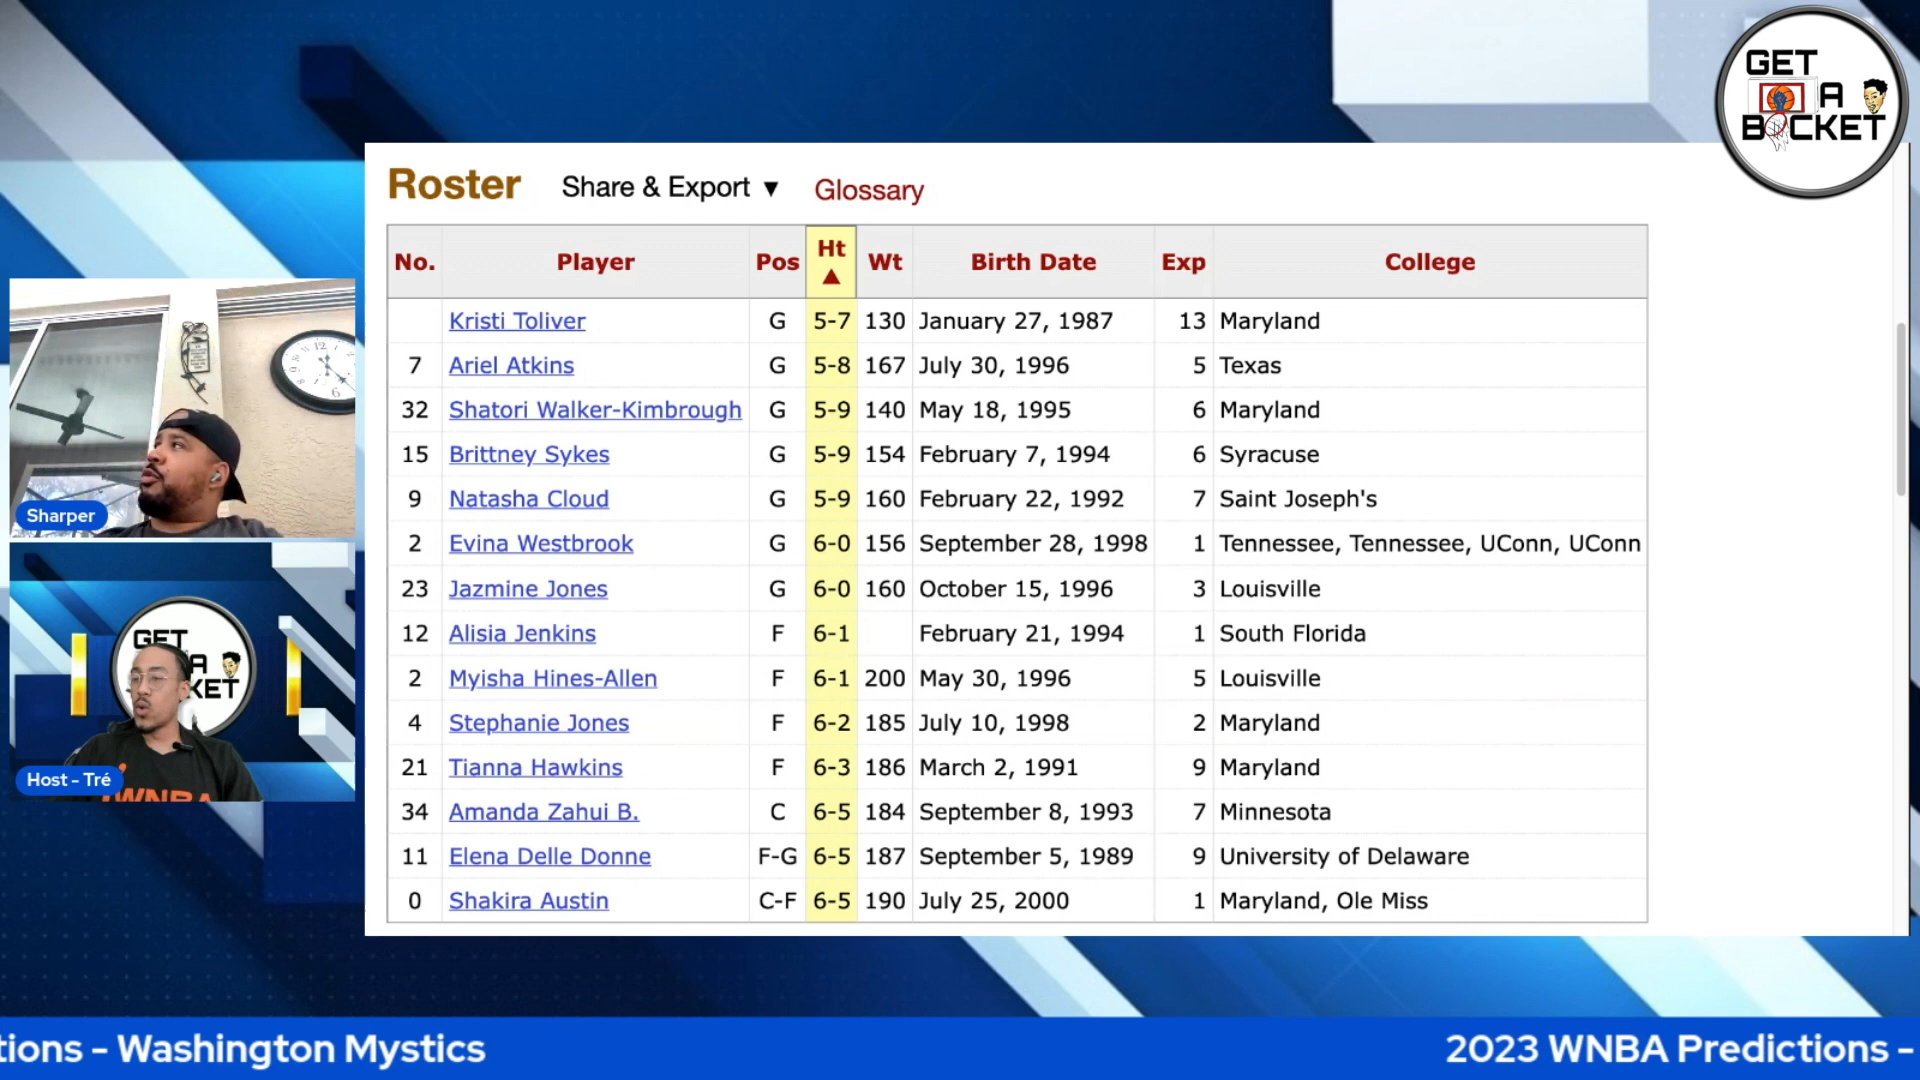 GET
A
BUCKET
Roster Share & Export ▼ Glossary
No. Player Pos Ht ▲ Wt Birth Date Exp College
Kristi Toliver G 5-7 130 January 27, 1987 13 Maryland
7 Ariel Atkins G 5-8 167 July 30, 1996 5 Texas
32 Shatori Walker-Kimbrough G 5-9 140 May 18, 1995 6 Maryland
15 Brittney Sykes G 5-9 154 February 7, 1994 6 Syracuse
9 Natasha Cloud G 5-9 160 February 22, 1992 7 Saint Joseph's
2 Evina Westbrook G 6-0 156 September 28, 1998 1 Tennessee, Tennessee, UConn, UConn
23 Jazmine Jones G 6-0 160 October 15, 1996 3 Louisville
12 Alisia Jenkins F 6-1 February 21, 1994 1 South Florida
2 Myisha Hines-Allen F 6-1 200 May 30, 1996 5 Louisville
4 Stephanie Jones F 6-2 185 July 10, 1998 2 Maryland
21 Tianna Hawkins F 6-3 186 March 2, 1991 9 Maryland
34 Amanda Zahui B. C 6-5 184 September 8, 1993 7 Minnesota
11 Elena Delle Donne F-G 6-5 187 September 5, 1989 9 University of Delaware
0 Shakira Austin C-F 6-5 190 July 25, 2000 1 Maryland, Ole Miss
Sharper
GET
A
KET
WNBA
Host - Tré
tions - Washington Mystics
2023 WNBA Predictions -